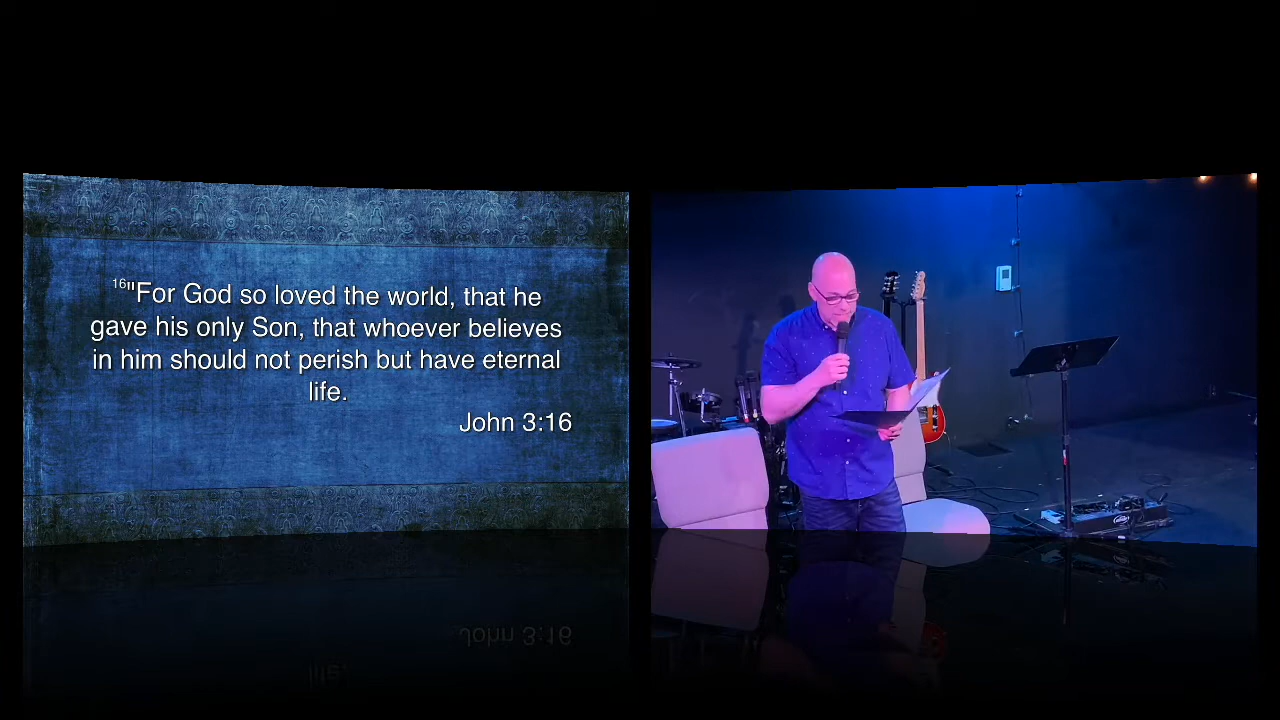 16"For God so loved the world, that he
gave his only Son, that whoever believes
in him should not perish but have eternal
life.
John 3:16